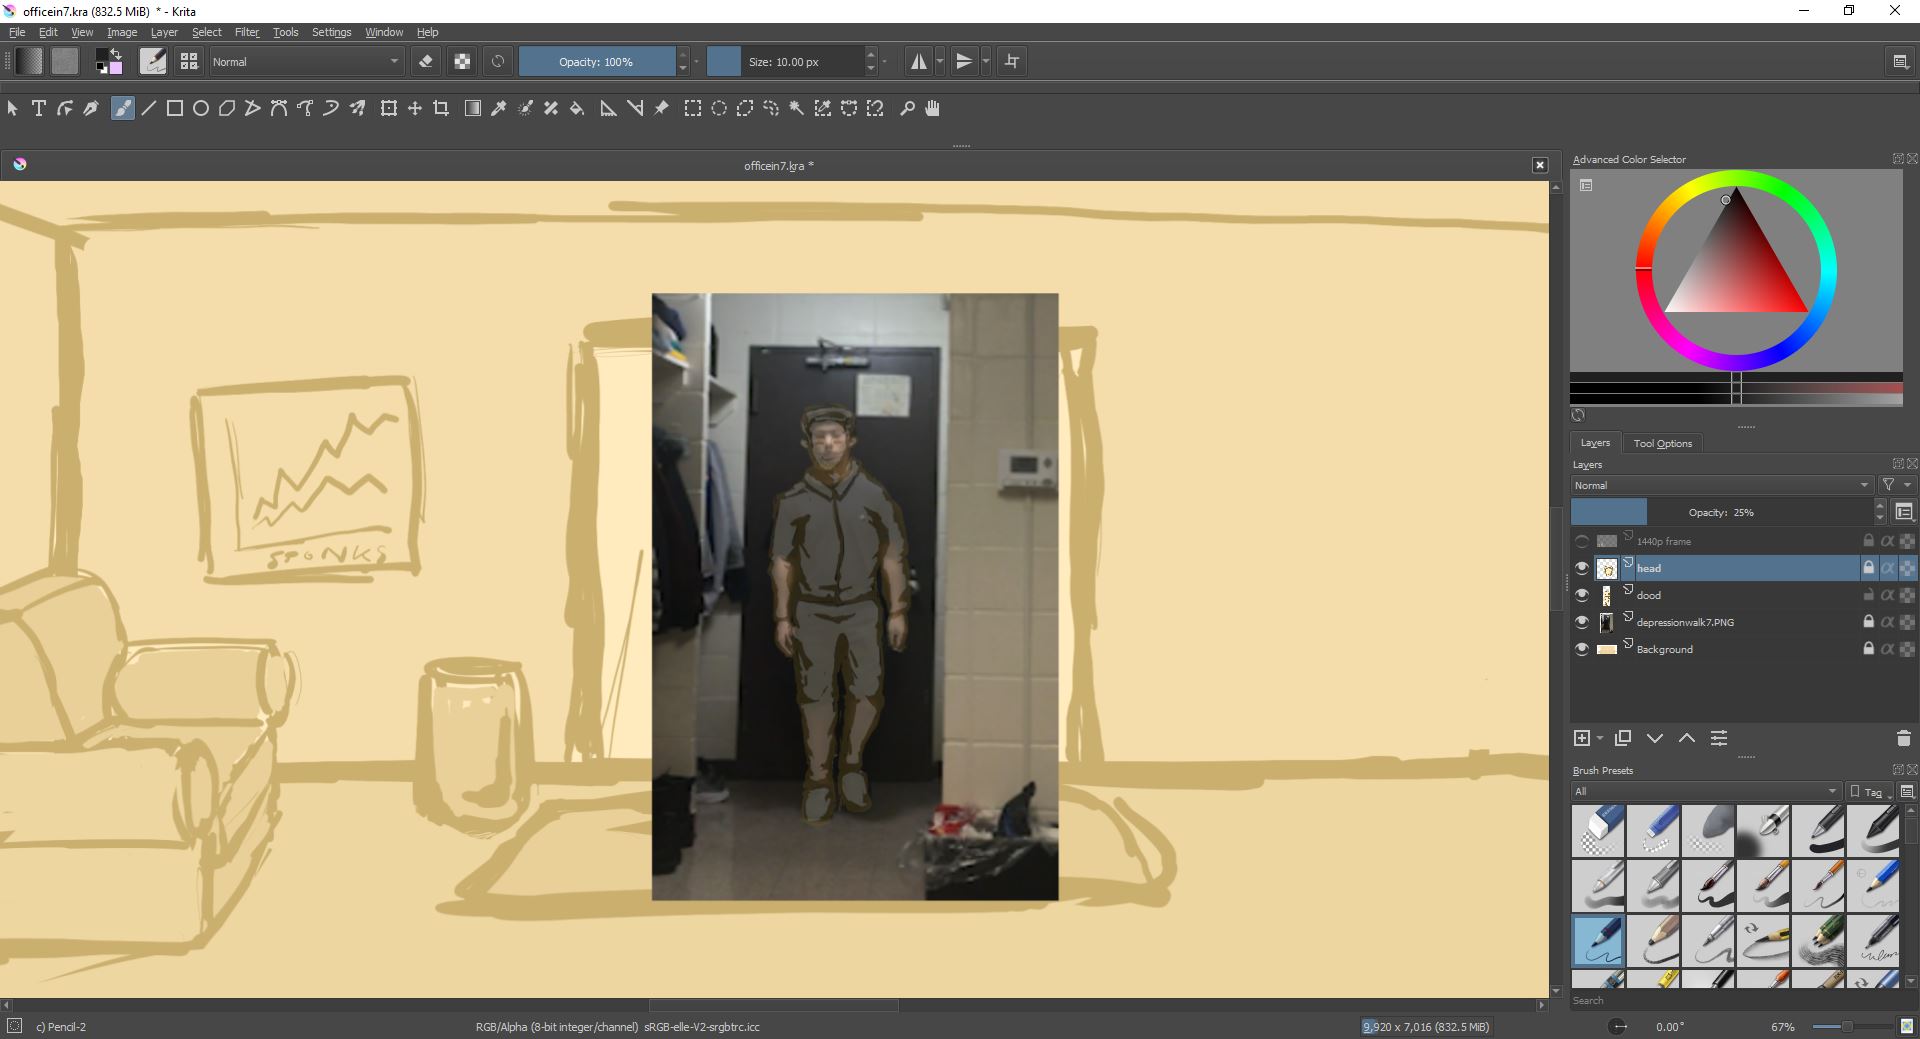 officein7.kra (832.5 MiB) * - Krita
File Edit View Image Layer Select Filter Tools Settings Window Help
Normal
Opacity: 100%
Size: 10.00 px
officein7.kra *
Advanced Color Selector
SPONKS
Layers
Tool Options
Layers
Normal
Opacity: 25%
1440p frame
head
dood
depressionwalk7.PNG
Background
Brush Presets
All
Tag
Search
c) Pencil-2
RGB/Alpha (8-bit integer/channel) sRGB-elle-V2-srgbtrc.icc
9,920 x 7,016 (832.5 MiB)
0.00°
67%